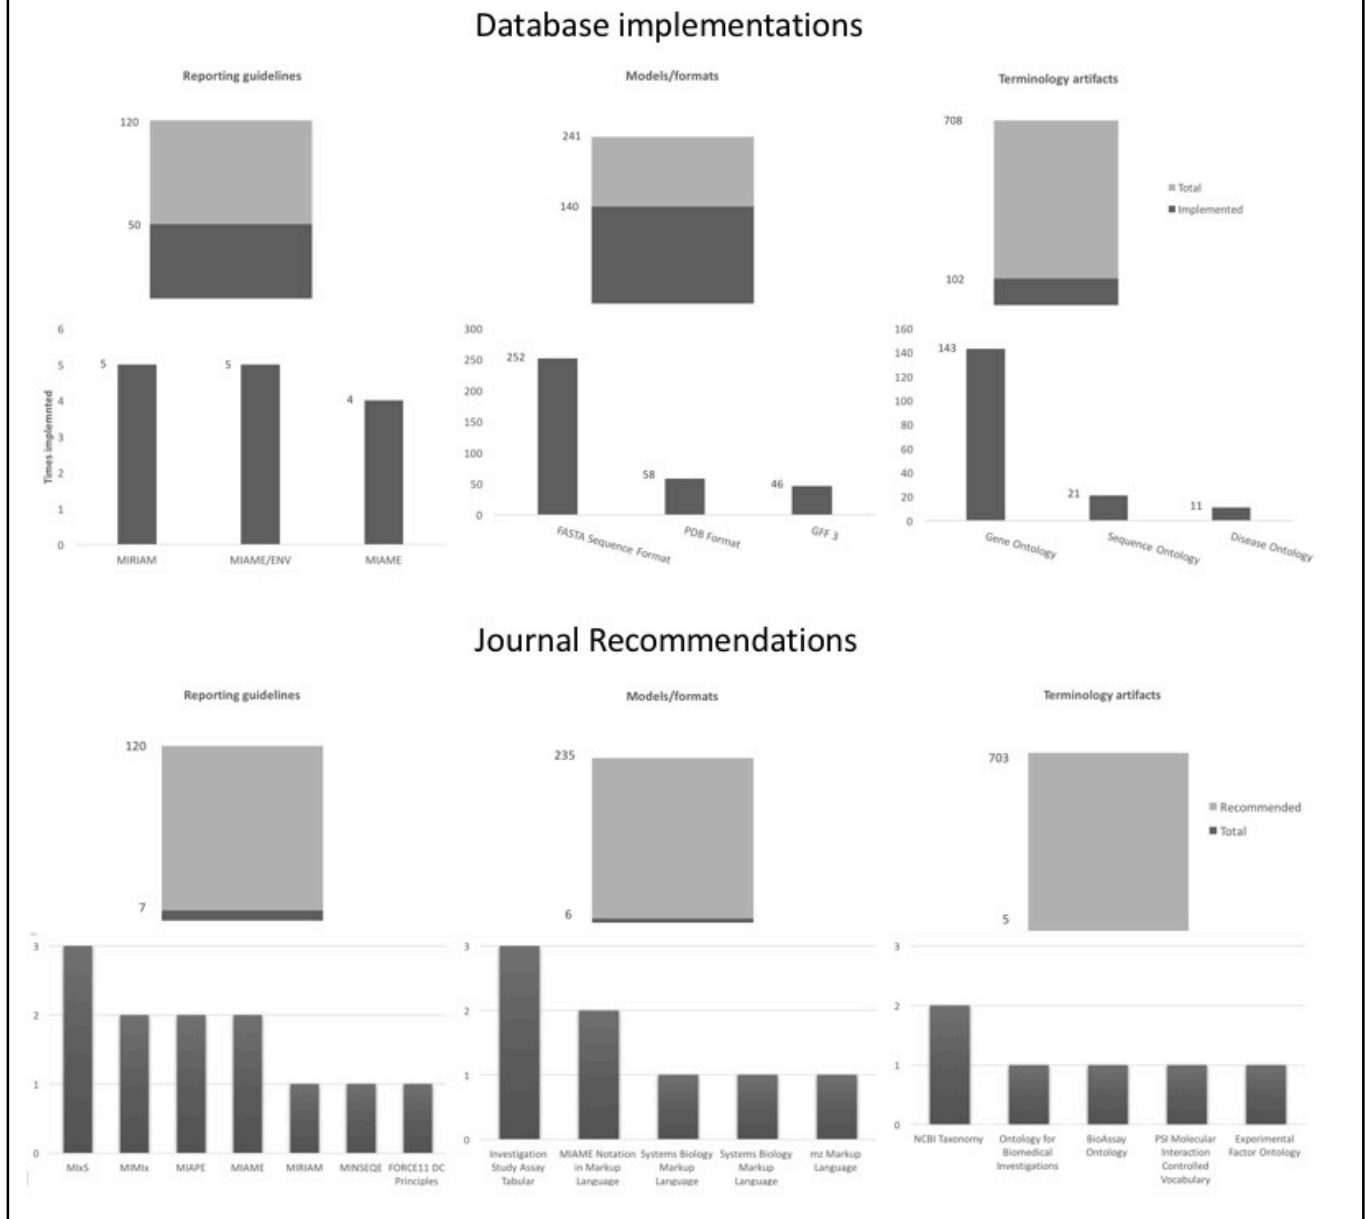 Database implementations
Reporting guidelines
120
50
6
5
4
3
2
1
0
Times implemnted
5
5
4
MIRIAM
MIAME/ENV
MIAME
Models/formats
241
140
300
250
200
150
100
50
0
252
58
46
FASTA Sequence Format
PDB Format
GFF 3
Terminology artifacts
708
102
Total
Implemented
160
140
120
100
80
60
40
20
0
143
21
11
Gene Ontology
Sequence Ontology
Disease Ontology
Journal Recommendations
Reporting guidelines
120
7
3
2
1
0
MIxS
MIMIx
MIAPE
MIAME
MIRIAM
MINSEQE
FORCE11 DC
Principles
Models/formats
235
6
3
2
1
0
Investigation
Study Assay
Tabular
MIAME Notation
in Markup
Language
Systems Biology
Markup
Language
Systems Biology
Markup
Language
mz Markup
Language
Terminology artifacts
703
5
Recommended
Total
3
2
1
0
NCBI Taxonomy
Ontology for
Biomedical
Investigations
BioAssay
Ontology
PSI Molecular
Interaction
Controlled
Vocabulary
Experimental
Factor Ontology